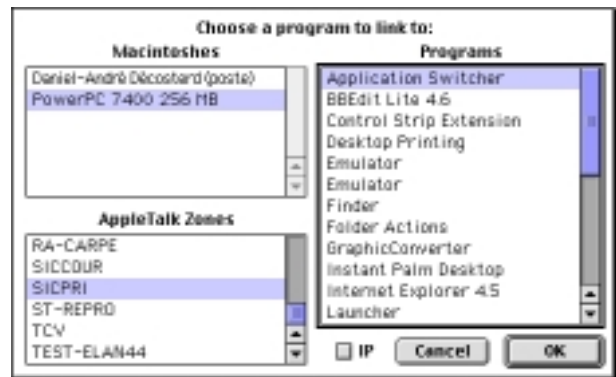 Choose a program to link to:
Macintoshes
Daniel-André Décosterd (poste)
PowerPC 7400 256 MB
AppleTalk Zones
RA-CARPE
SICCOUR
SICPRI
ST-REPRO
TCV
TEST-ELAN44
Programs
Application Switcher
BBEdit Lite 4.6
Control Strip Extension
Desktop Printing
Emulator
Emulator
Finder
Folder Actions
GraphicConverter
Instant Palm Desktop
Internet Explorer 4.5
Launcher
IP
Cancel
OK